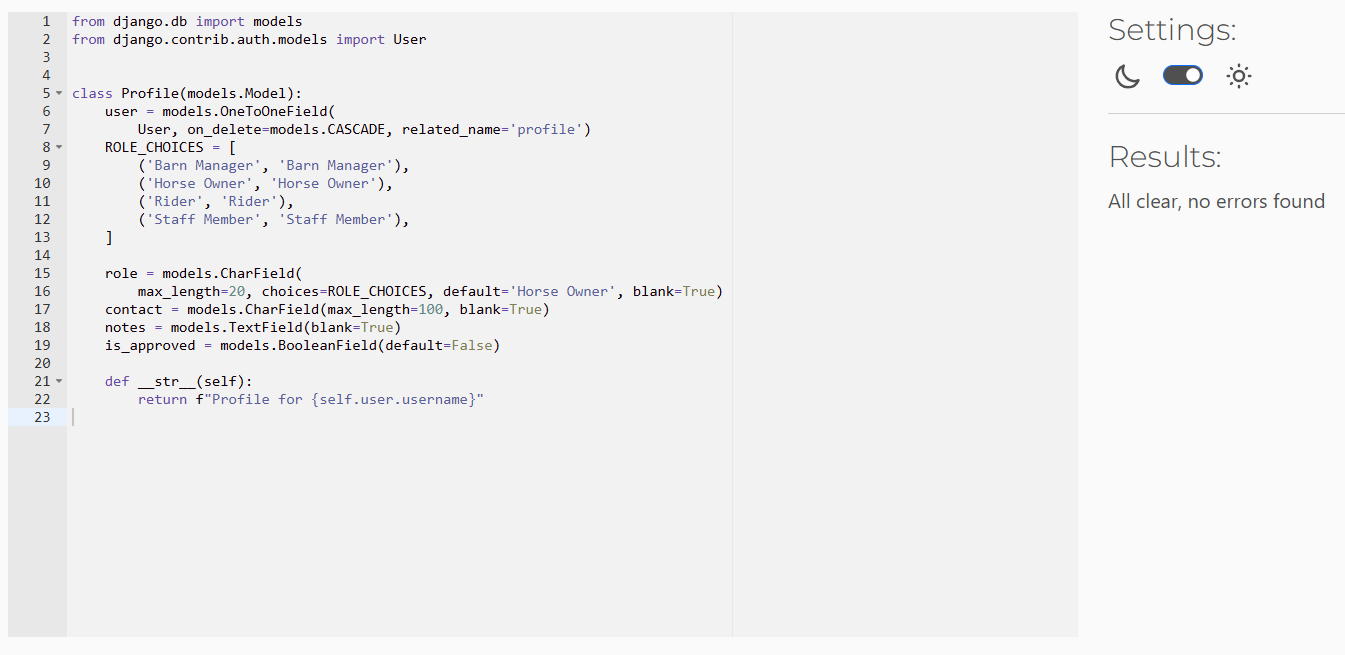 1 from django.db import models
2 from django.contrib.auth.models import User
3
4
5 class Profile(models.Model):
6     user = models.OneToOneField(
7         User, on_delete=models.CASCADE, related_name='profile')
8     ROLE_CHOICES = [
9         ('Barn Manager', 'Barn Manager'),
10         ('Horse Owner', 'Horse Owner'),
11         ('Rider', 'Rider'),
12         ('Staff Member', 'Staff Member'),
13     ]
14
15     role = models.CharField(
16         max_length=20, choices=ROLE_CHOICES, default='Horse Owner', blank=True)
17     contact = models.CharField(max_length=100, blank=True)
18     notes = models.TextField(blank=True)
19     is_approved = models.BooleanField(default=False)
20
21     def __str__(self):
22         return f"Profile for {self.user.username}"
23
Settings:
Results:
All clear, no errors found